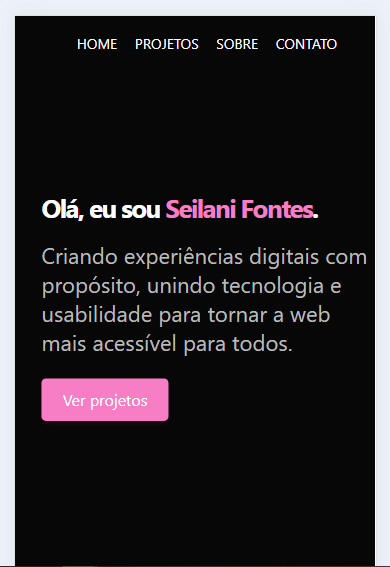 HOME PROJETOS SOBRE CONTATO
Olá, eu sou Seilani Fontes.
Criando experiências digitais com
propósito, unindo tecnologia e
usabilidade para tornar a web
mais acessível para todos.
Ver projetos